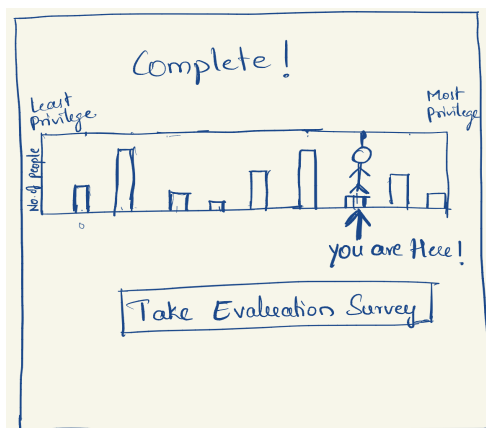 Complete!
Least
Privilege
Most
Privilege
No. of People
you are Here!
Take Evaluation Survey